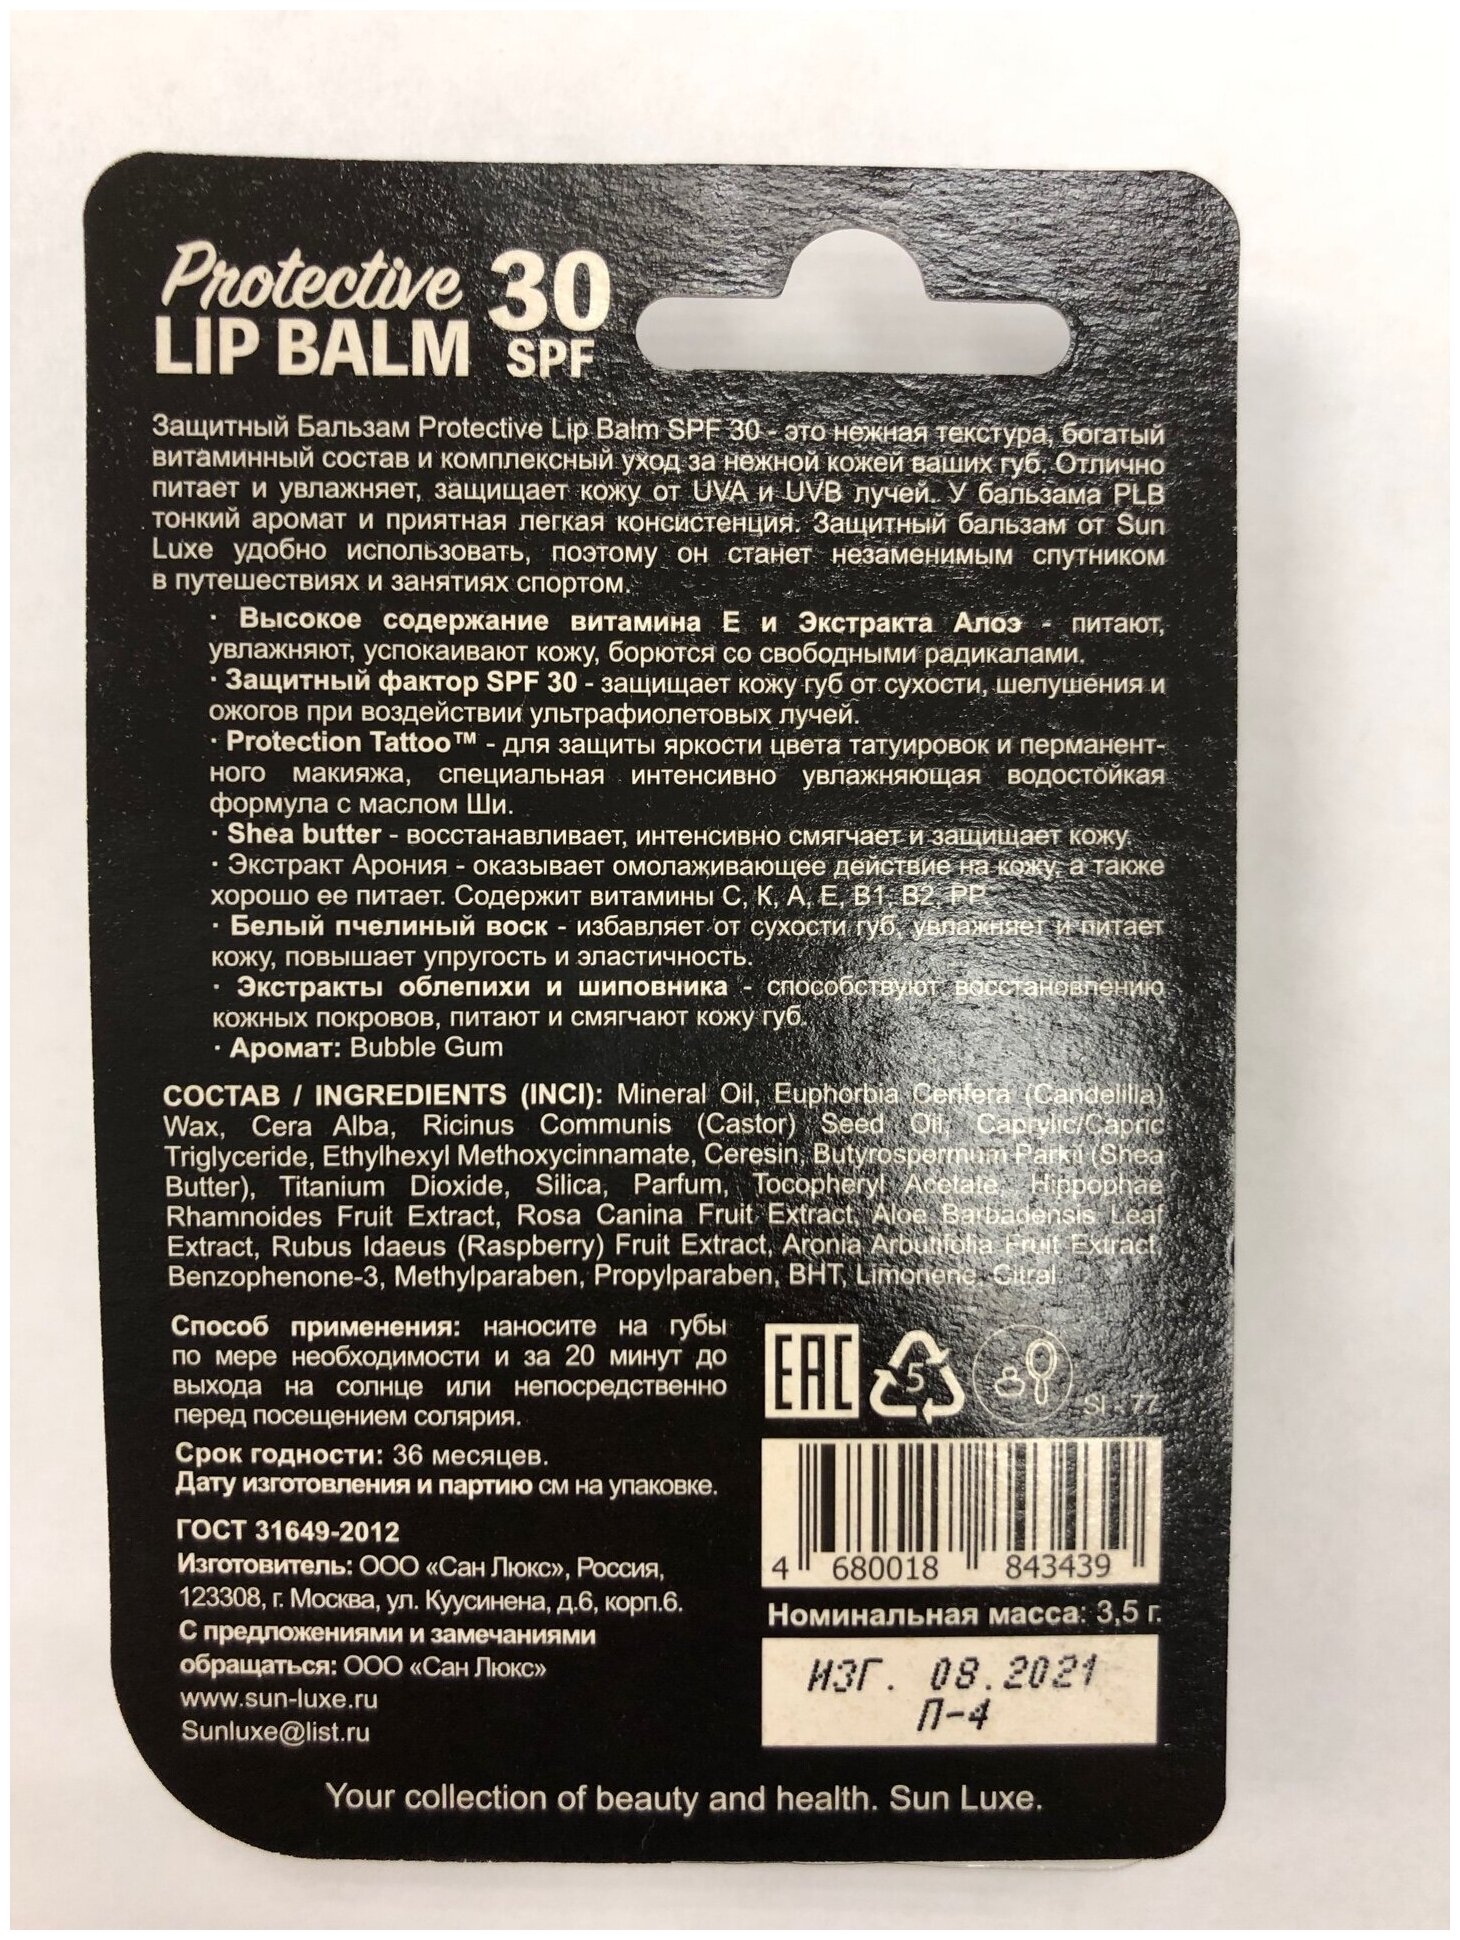 Protective 30
LIP BALM SPF
Защитный Бальзам Protective Lip Balm SPF 30 - это нежная текстура, богатый
витаминный состав и комплексный уход за нежной кожей ваших губ. Отлично
питает и увлажняет, защищает кожу от UVA и UVB лучей. У бальзама PLB
тонкий аромат и приятная легкая консистенция. Защитный бальзам от Sun
Luxe удобно использовать, поэтому он станет незаменимым спутником
в путешествиях и занятиях спортом.
· Высокое содержание витамина Е и Экстракта Алоэ - питают,
увлажняют, успокаивают кожу, борются со свободными радикалами.
· Защитный фактор SPF 30 - защищает кожу губ от сухости, шелушения и
ожогов при воздействии ультрафиолетовых лучей.
· Protection Tattoo™ - для защиты яркости цвета татуировок и перманент-
ного макияжа, специальная интенсивно увлажняющая водостойкая
формула с маслом Ши.
· Shea butter - восстанавливает, интенсивно смягчает и защищает кожу.
· Экстракт Арония - оказывает омолаживающее действие на кожу, а также
хорошо ее питает. Содержит витамины С, К, А, Е, В1, В2, РР
· Белый пчелиный воск - избавляет от сухости губ, увлажняет и питает
кожу, повышает упругость и эластичность.
· Экстракты облепихи и шиповника - способствуют восстановлению
кожных покровов, питают и смягчают кожу губ.
· Аромат: Bubble Gum
СОСТАВ / INGREDIENTS (INCI): Mineral Oil, Euphorbia Cerifera (Candelilla)
Wax, Cera Alba, Ricinus Communis (Castor) Seed Oil, Caprylic/Capric
Triglyceride, Ethylhexyl Methoxycinnamate, Ceresin, Butyrospermum Parkii (Shea
Butter), Titanium Dioxide, Silica, Parfum, Tocopheryl Acetate, Hippophae
Rhamnoides Fruit Extract, Rosa Canina Fruit Extract, Aloe Barbadensis Leaf
Extract, Rubus Idaeus (Raspberry) Fruit Extract, Aronia Arbutifolia Fruit Extract,
Benzophenone-3, Methylparaben, Propylparaben, BHT, Limonene, Citral
Способ применения: наносите на губы
по мере необходимости и за 20 минут до
выхода на солнце или непосредственно
перед посещением солярия.
Срок годности: 36 месяцев.
Дату изготовления и партию см на упаковке.
ГОСТ 31649-2012
Изготовитель: ООО «Сан Люкс», Россия,
123308, г. Москва, ул. Куусинена, д.6, корп.6.
С предложениями и замечаниями
обращаться: ООО «Сан Люкс»
www.sun-luxe.ru
Sunluxe@list.ru
EAC 5 SL - 77
4 680018 843439
Номинальная масса: 3,5 г.
ИЗГ. 08.2021
П-4
Your collection of beauty and health. Sun Luxe.